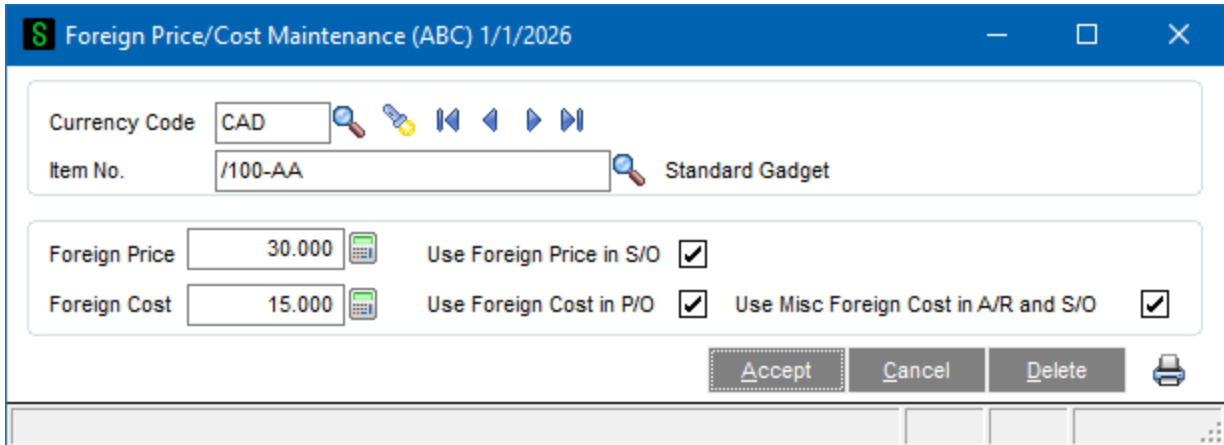 S Foreign Price/Cost Maintenance (ABC) 1/1/2026
Currency Code CAD
Item No. /100-AA Standard Gadget
Foreign Price 30.000 Use Foreign Price in S/O
Foreign Cost 15.000 Use Foreign Cost in P/O Use Misc Foreign Cost in A/R and S/O
Accept Cancel Delete